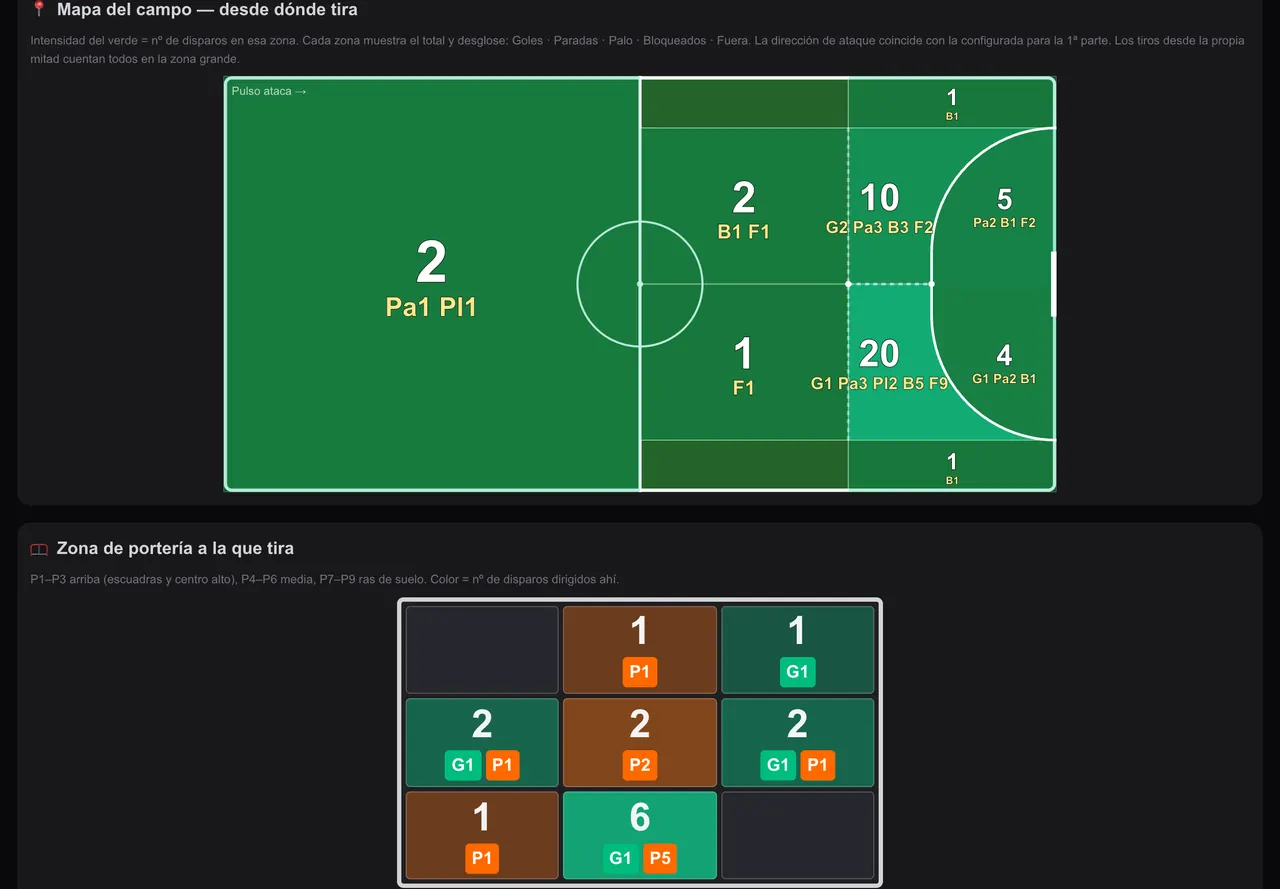 Mapa del campo — desde dónde tira
Intensidad del verde = nº de disparos en esa zona. Cada zona muestra el total y desglose: Goles · Paradas · Palo · Bloqueados · Fuera. La dirección de ataque coincide con la configurada para la 1ª parte. Los tiros desde la propia
mitad cuentan todos en la zona grande.
Pulso ataca →
1
B1
2
B1 F1
10
G2 Pa3 B3 F2
5
Pa2 B1 F2
2
Pa1 Pl1
1
F1
20
G1 Pa3 Pl2 B5 F9
4
G1 Pa2 B1
1
B1
Zona de portería a la que tira
P1–P3 arriba (escuadras y centro alto), P4–P6 media, P7–P9 ras de suelo. Color = nº de disparos dirigidos ahí.
1
P1
1
G1
2
G1 P1
2
P2
2
G1 P1
1
P1
6
G1 P5